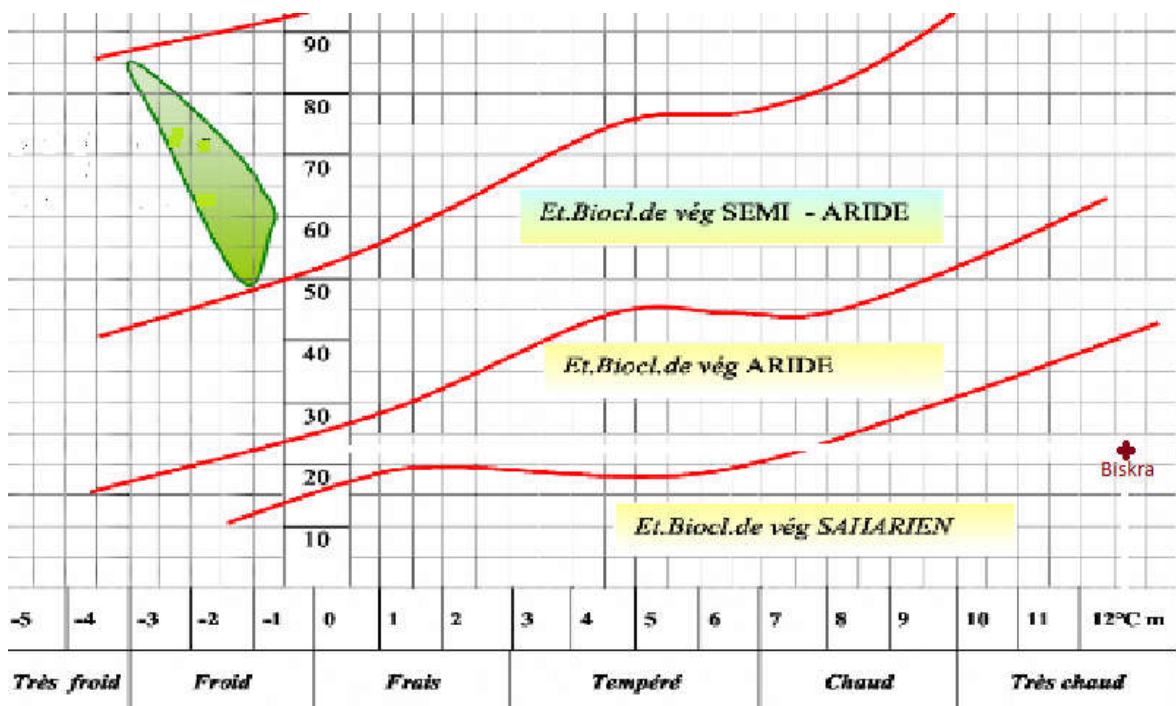 90
80
70
60
50
40
30
20
10
Et.Biocl.de vég SEMI - ARIDE
Et.Biocl.de vég ARIDE
Biskra
Et.Biocl.de vég SAHARIEN
-5 -4 -3 -2 -1 0 1 2 3 4 5 6 7 8 9 10 11 12°C m
Très froid Froid Frais Tempéré Chaud Très chaud